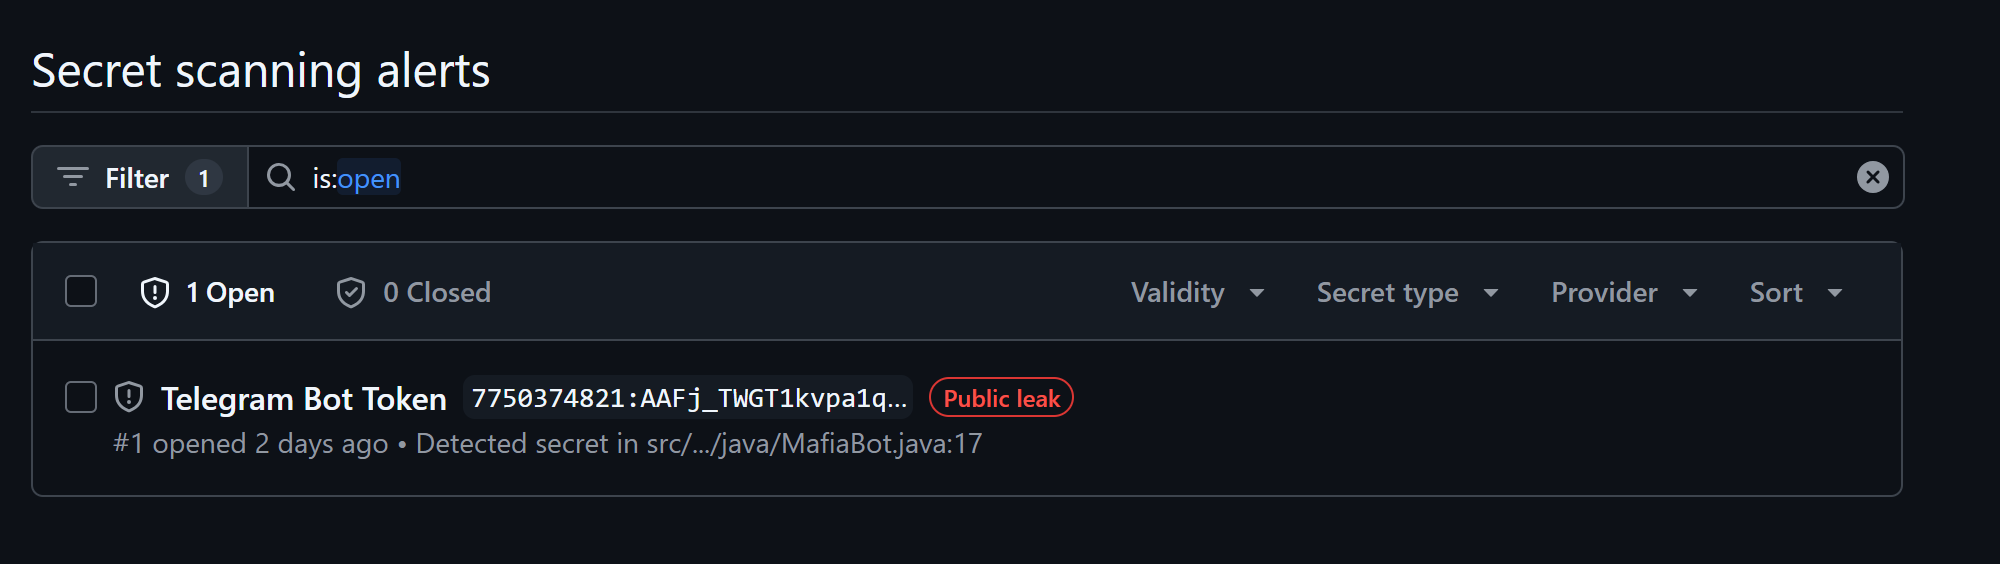 Secret scanning alerts
Filter 1 is:open
1 Open 0 Closed Validity Secret type Provider Sort
Telegram Bot Token 7750374821:AAFj_TWGT1kvpa1q... Public leak
#1 opened 2 days ago • Detected secret in src/.../java/MafiaBot.java:17